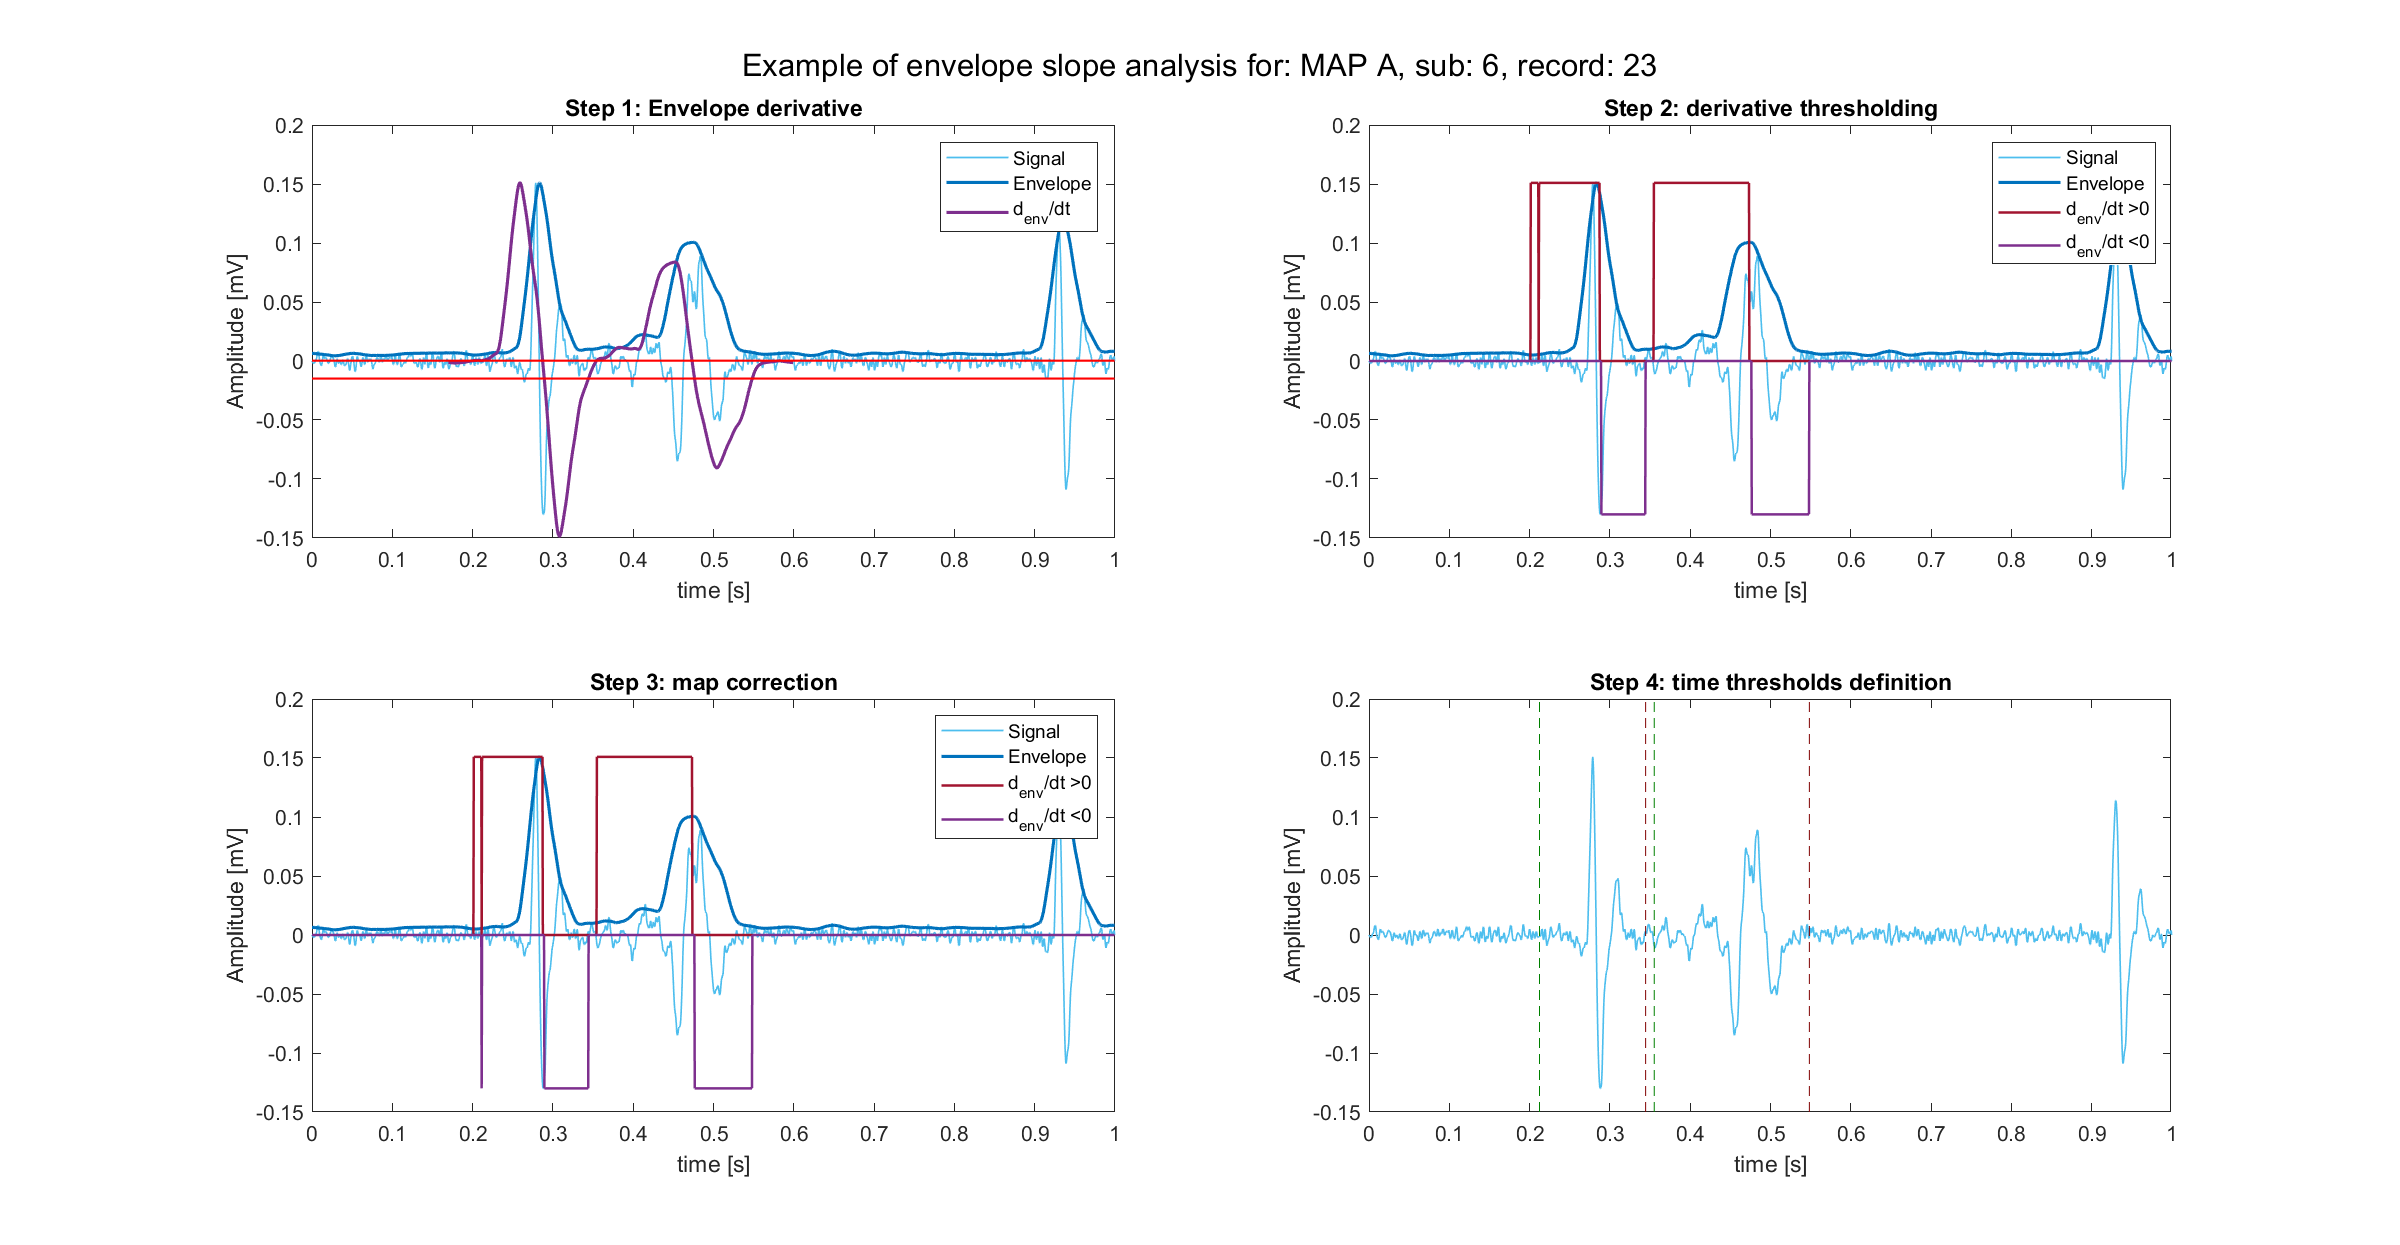 Example of envelope slope analysis for: MAP A, sub: 6, record: 23
Step 1: Envelope derivative
0.2
0.15
0.1
0.05
0
-0.05
-0.1
-0.15
Amplitude [mV]
0 0.1 0.2 0.3 0.4 0.5 0.6 0.7 0.8 0.9 1
time [s]
Signal
Envelope
d_env/dt
Step 2: derivative thresholding
0.2
0.15
0.1
0.05
0
-0.05
-0.1
-0.15
Amplitude [mV]
0 0.1 0.2 0.3 0.4 0.5 0.6 0.7 0.8 0.9 1
time [s]
Signal
Envelope
d_env/dt >0
d_env/dt <0
Step 3: map correction
0.2
0.15
0.1
0.05
0
-0.05
-0.1
-0.15
Amplitude [mV]
0 0.1 0.2 0.3 0.4 0.5 0.6 0.7 0.8 0.9 1
time [s]
Signal
Envelope
d_env/dt >0
d_env/dt <0
Step 4: time thresholds definition
0.2
0.15
0.1
0.05
0
-0.05
-0.1
-0.15
Amplitude [mV]
0 0.1 0.2 0.3 0.4 0.5 0.6 0.7 0.8 0.9 1
time [s]